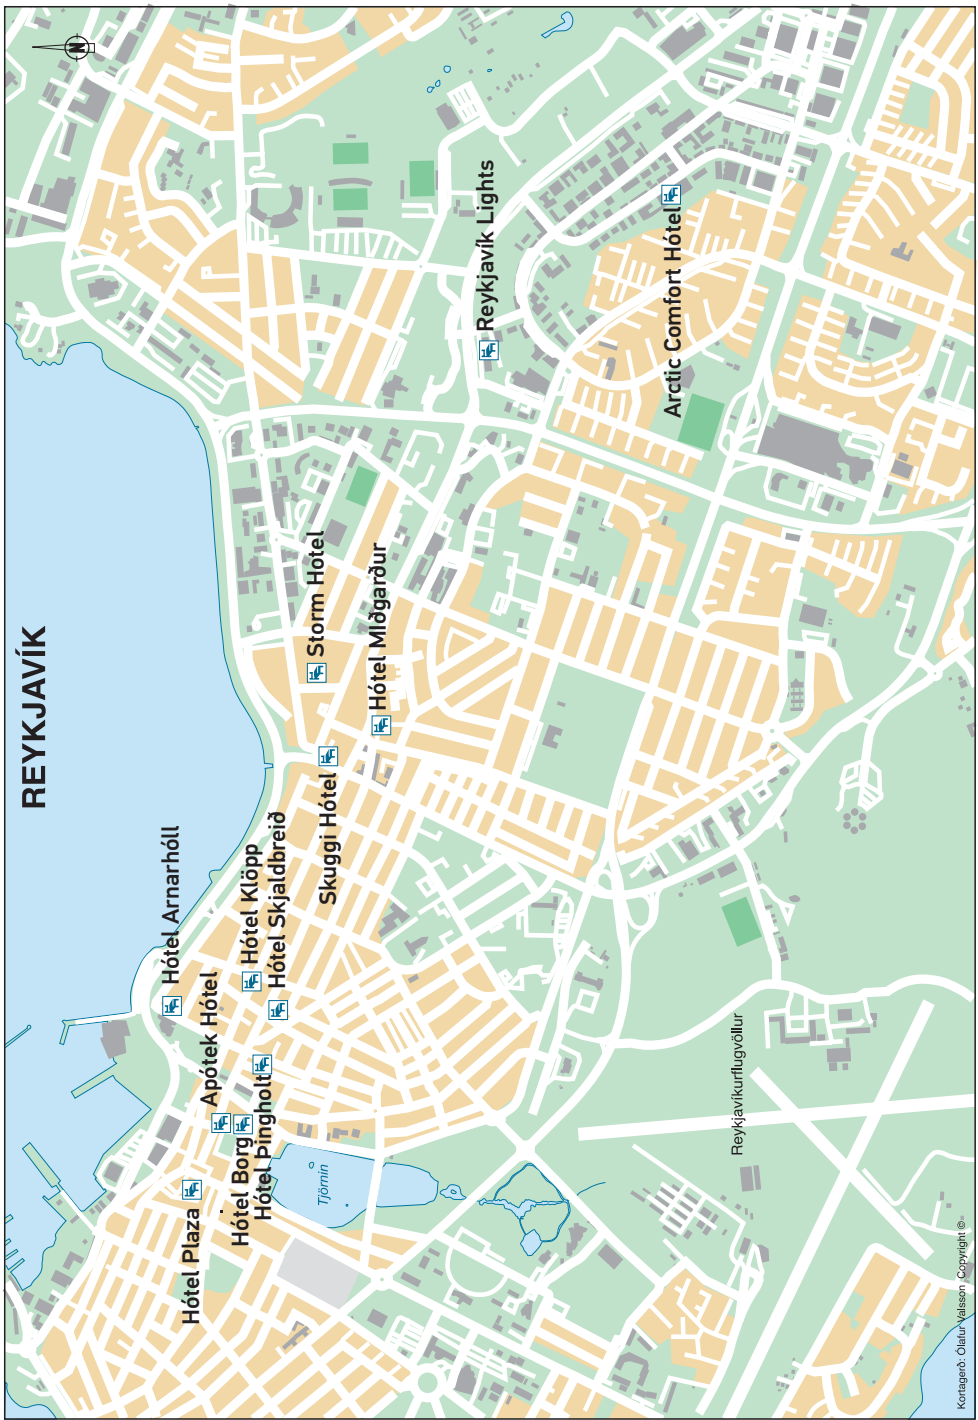 REYKJAVÍK
N
Hótel Plaza
Hótel Borg
Hótel Þingholt
Apótek Hótel
Hótel Arnarhóll
Hótel Klöpp
Hótel Skjaldbreið
Skuggi Hótel
Storm Hotel
Hótel Miðgarður
Reykjavík Lights
Arctic Comfort Hótel
Tjörnin
Reykjavíkurflugvöllur
Kortagerð: Ólafur Valsson Copyright ©